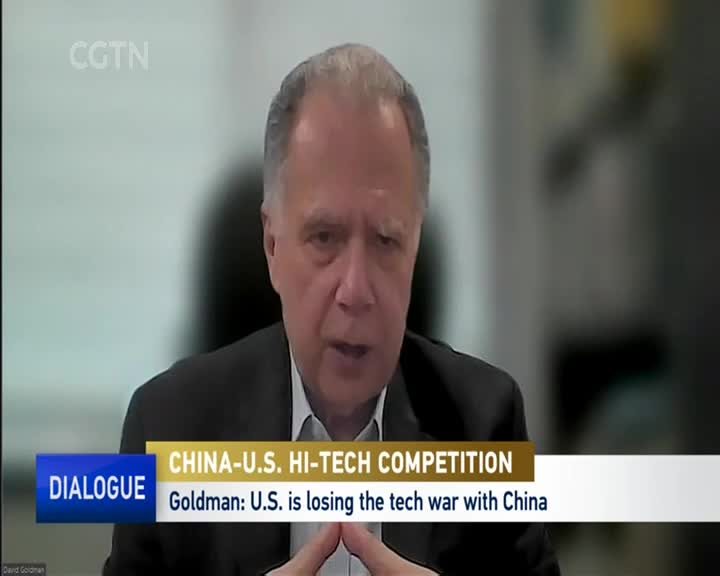 CGTN
CHINA-U.S. HI-TECH COMPETITION
DIALOGUE
Goldman: U.S. is losing the tech war with China
David Goldman